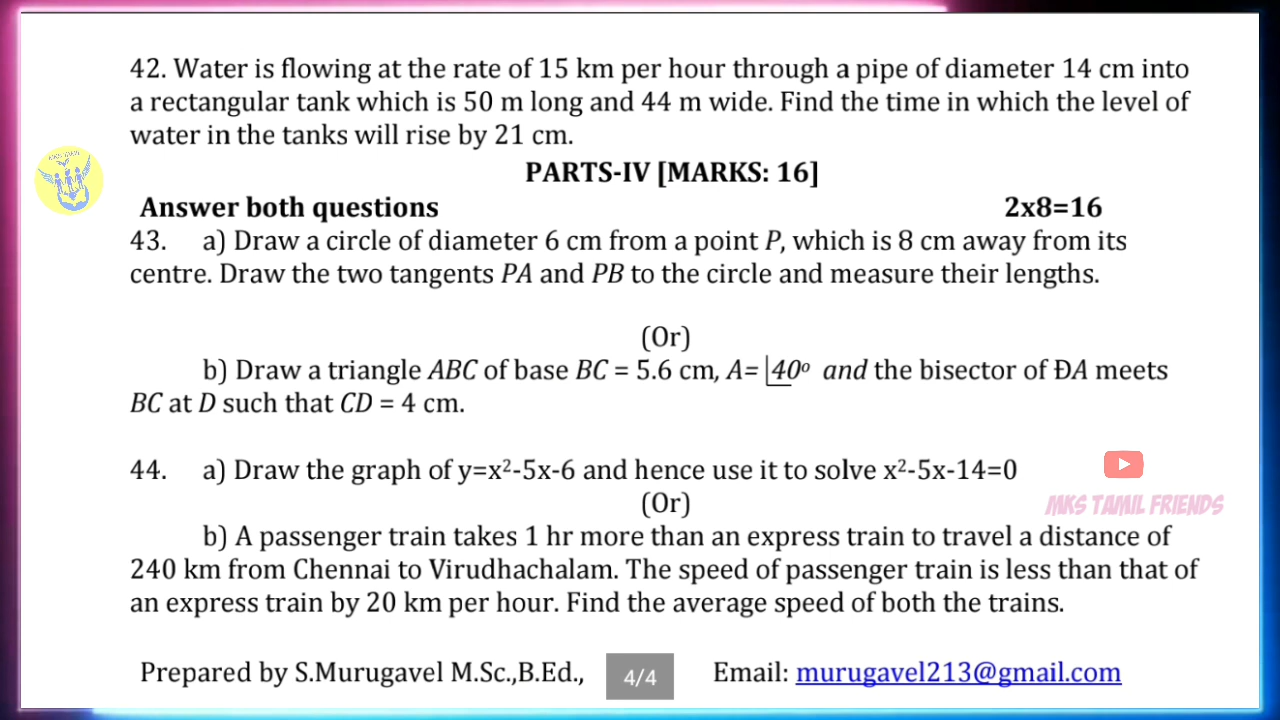 42. Water is flowing at the rate of 15 km per hour through a pipe of diameter 14 cm into
a rectangular tank which is 50 m long and 44 m wide. Find the time in which the level of
water in the tanks will rise by 21 cm.
PARTS-IV [MARKS: 16]
Answer both questions 2x8=16
43. a) Draw a circle of diameter 6 cm from a point P, which is 8 cm away from its
centre. Draw the two tangents PA and PB to the circle and measure their lengths.
(Or)
b) Draw a triangle ABC of base BC = 5.6 cm, A= 40⁰ and the bisector of ÐA meets
BC at D such that CD = 4 cm.
44. a) Draw the graph of y=x²-5x-6 and hence use it to solve x²-5x-14=0
(Or)
MKS TAMIL FRIENDS
b) A passenger train takes 1 hr more than an express train to travel a distance of
240 km from Chennai to Virudhachalam. The speed of passenger train is less than that of
an express train by 20 km per hour. Find the average speed of both the trains.
Prepared by S.Murugavel M.Sc.,B.Ed., 4/4 Email: murugavel213@gmail.com